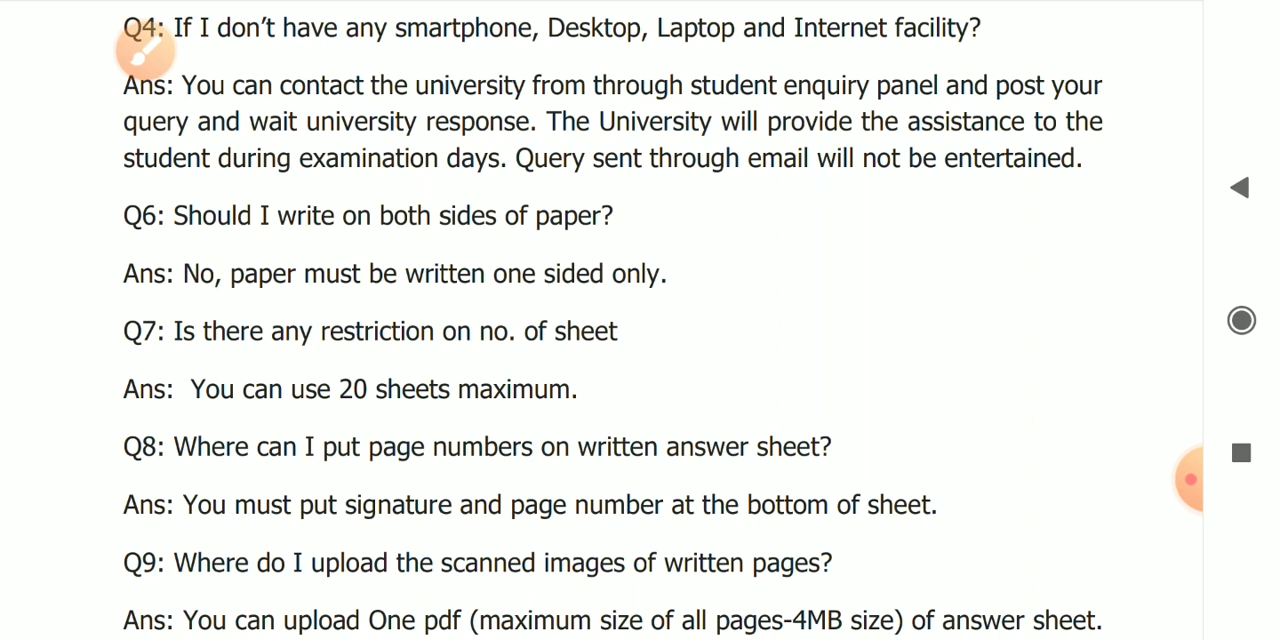 Q4: If I don’t have any smartphone, Desktop, Laptop and Internet facility?
Ans: You can contact the university from through student enquiry panel and post your
query and wait university response. The University will provide the assistance to the
student during examination days. Query sent through email will not be entertained.
Q6: Should I write on both sides of paper?
Ans: No, paper must be written one sided only.
Q7: Is there any restriction on no. of sheet
Ans:  You can use 20 sheets maximum.
Q8: Where can I put page numbers on written answer sheet?
Ans: You must put signature and page number at the bottom of sheet.
Q9: Where do I upload the scanned images of written pages?
Ans: You can upload One pdf (maximum size of all pages-4MB size) of answer sheet.